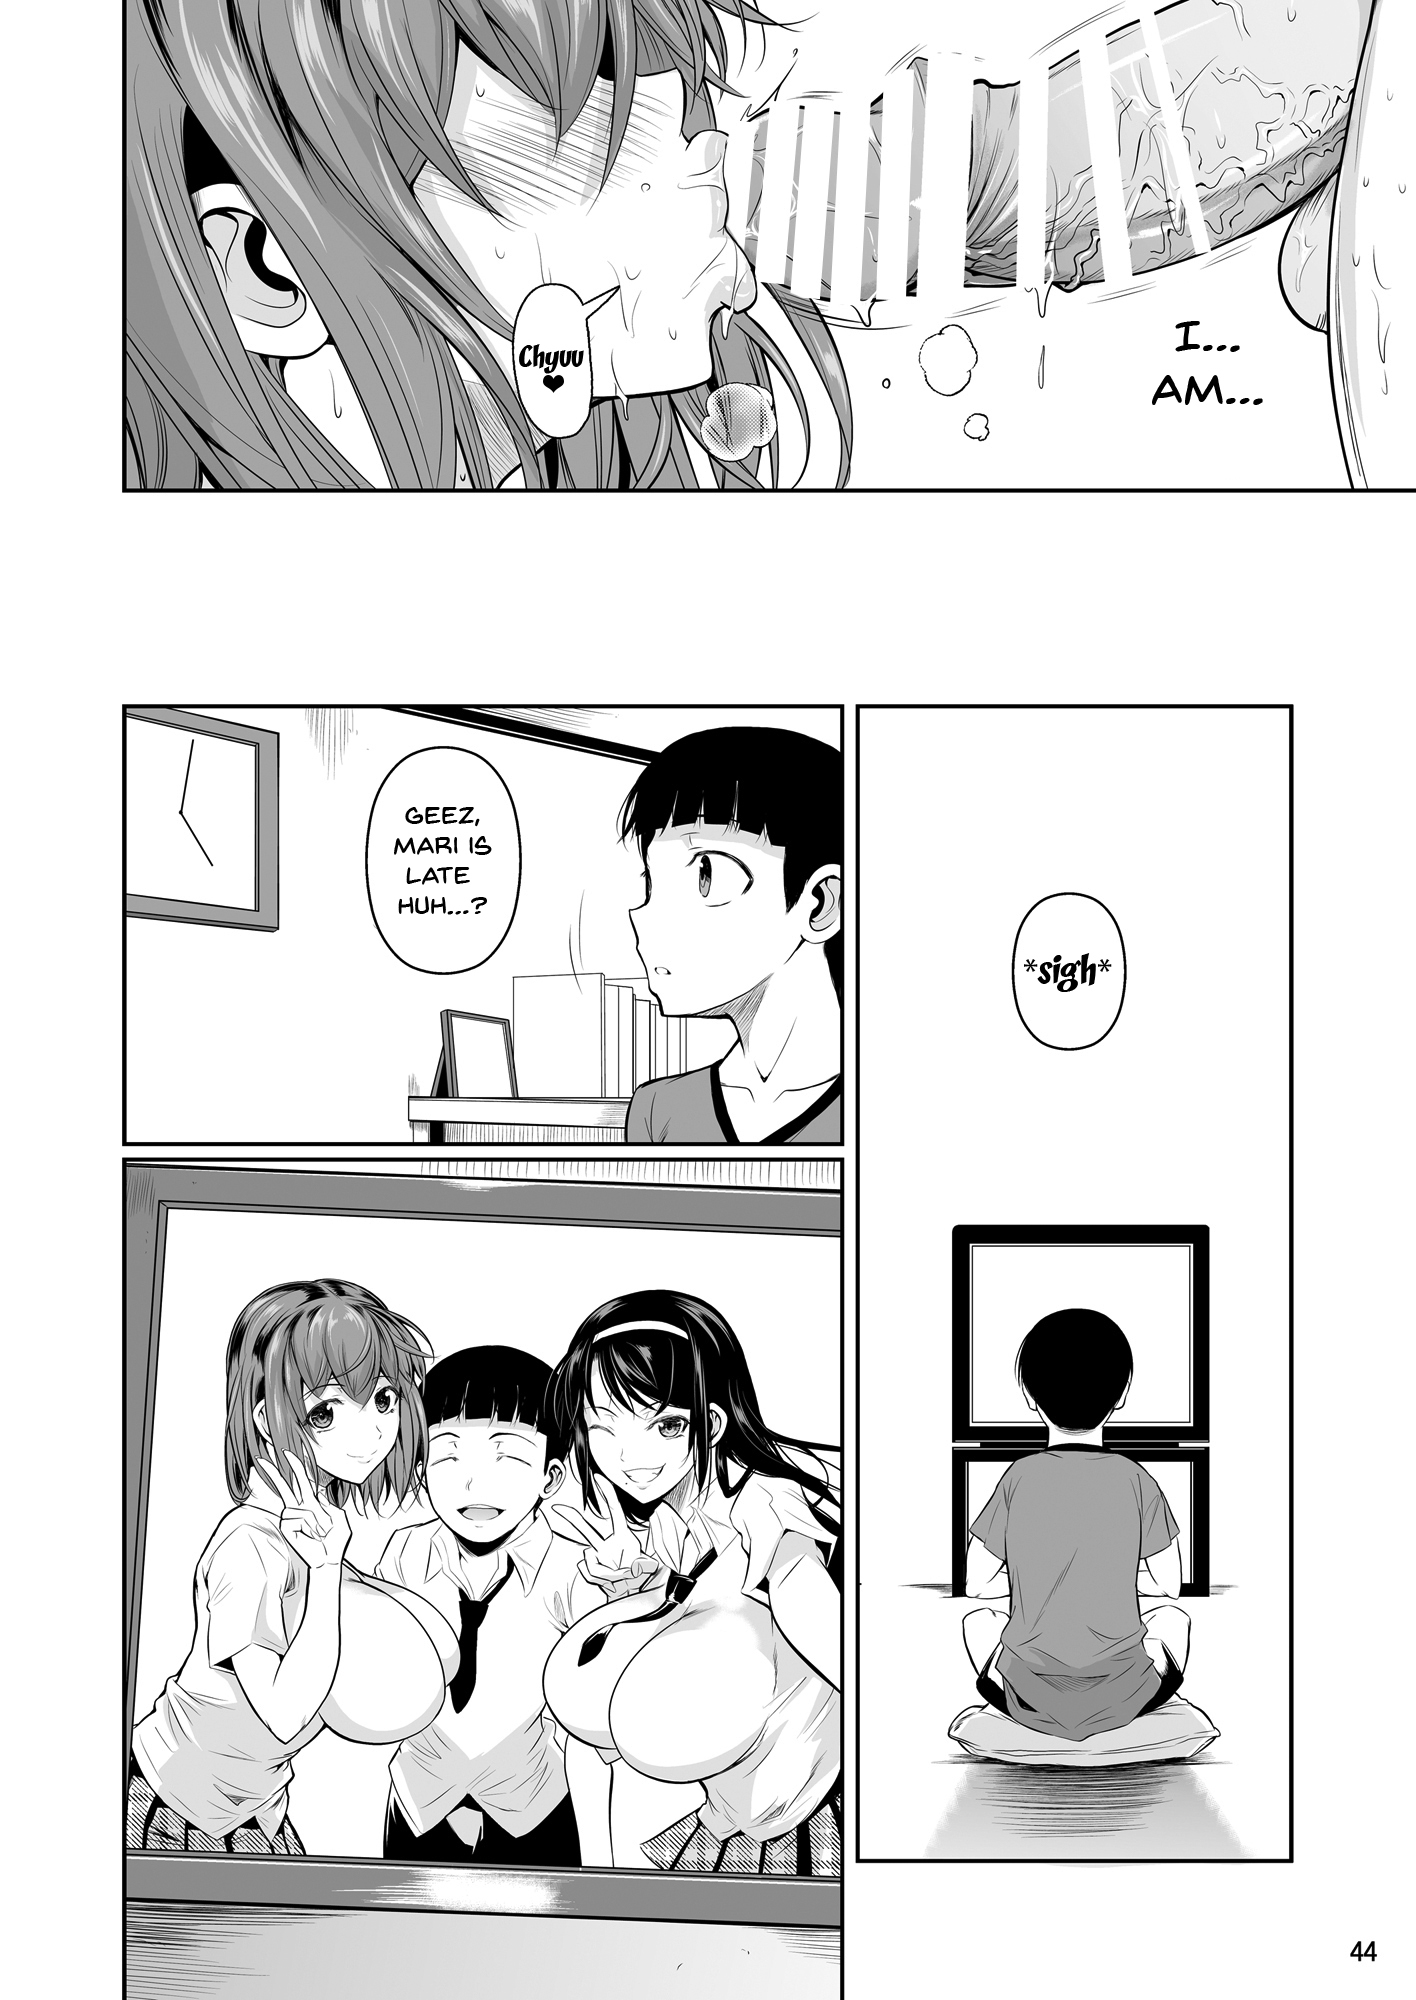 I...
AM...
Chyuu
❤
*sigh*
GEEZ,
MARI IS
LATE
HUH...?
44